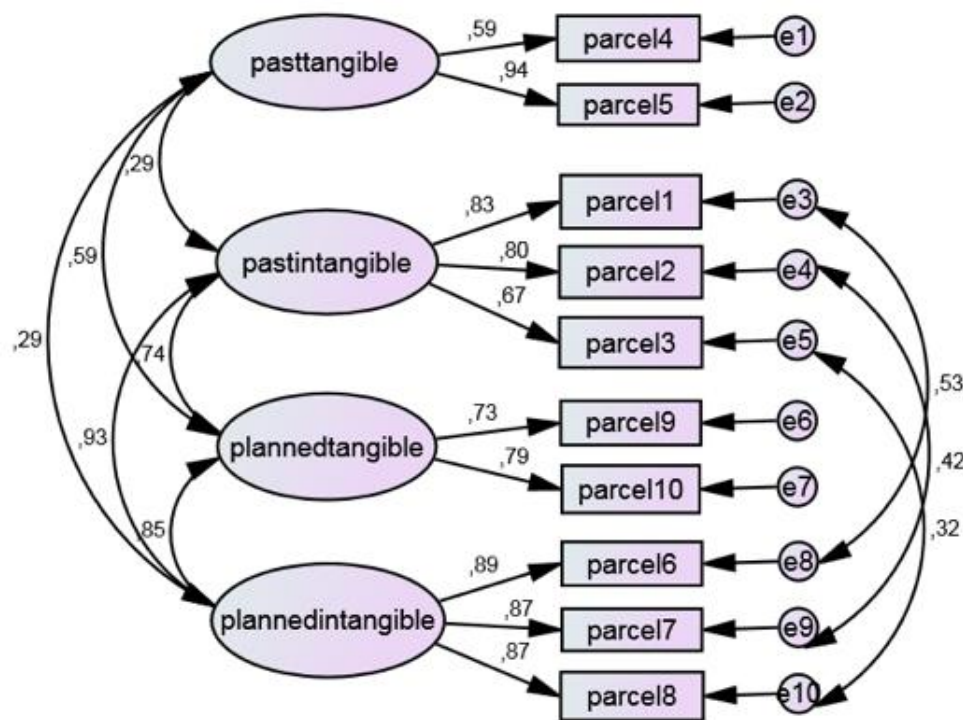 ,59
parcel4
e1
pasttangible
,94
parcel5
e2
,29
,83
parcel1
e3
,59
,80
pastintangible
parcel2
e4
,67
parcel3
e5
,29
,74
,53
,73
parcel9
e6
,93
plannedtangible
,42
,79
parcel10
e7
,32
,85
,89
parcel6
e8
plannedintangible
,87
parcel7
e9
,87
parcel8
e10